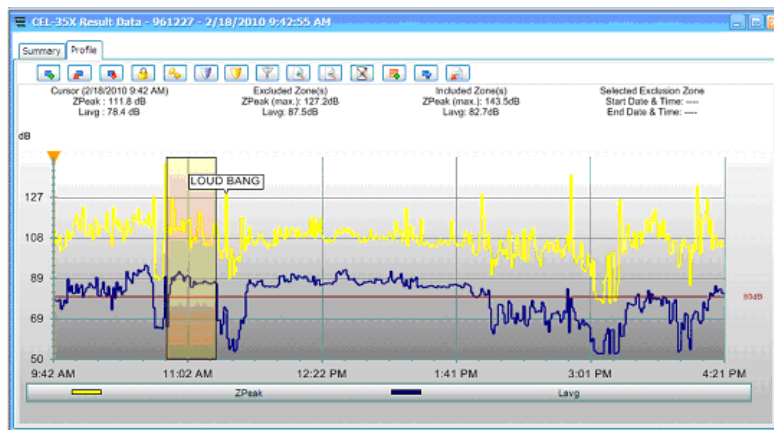 CEL-35X Result Data - 961227 - 2/18/2010 9:42:55 AM
Summary Profile
Cursor (2/18/2010 9:42 AM)
ZPeak : 111.8 dB
Lavg : 78.4 dB
Excluded Zone(s)
ZPeak (max.): 127.2dB
Lavg: 87.5dB
Included Zone(s)
ZPeak (max.): 143.5dB
Lavg: 82.7dB
Selected Exclusion Zone
Start Date & Time: ----
End Date & Time: ----
dB
LOUD BANG
127
108
89
80dB
69
50
9:42 AM 11:02 AM 12:22 PM 1:41 PM 3:01 PM 4:21 PM
ZPeak Lavg